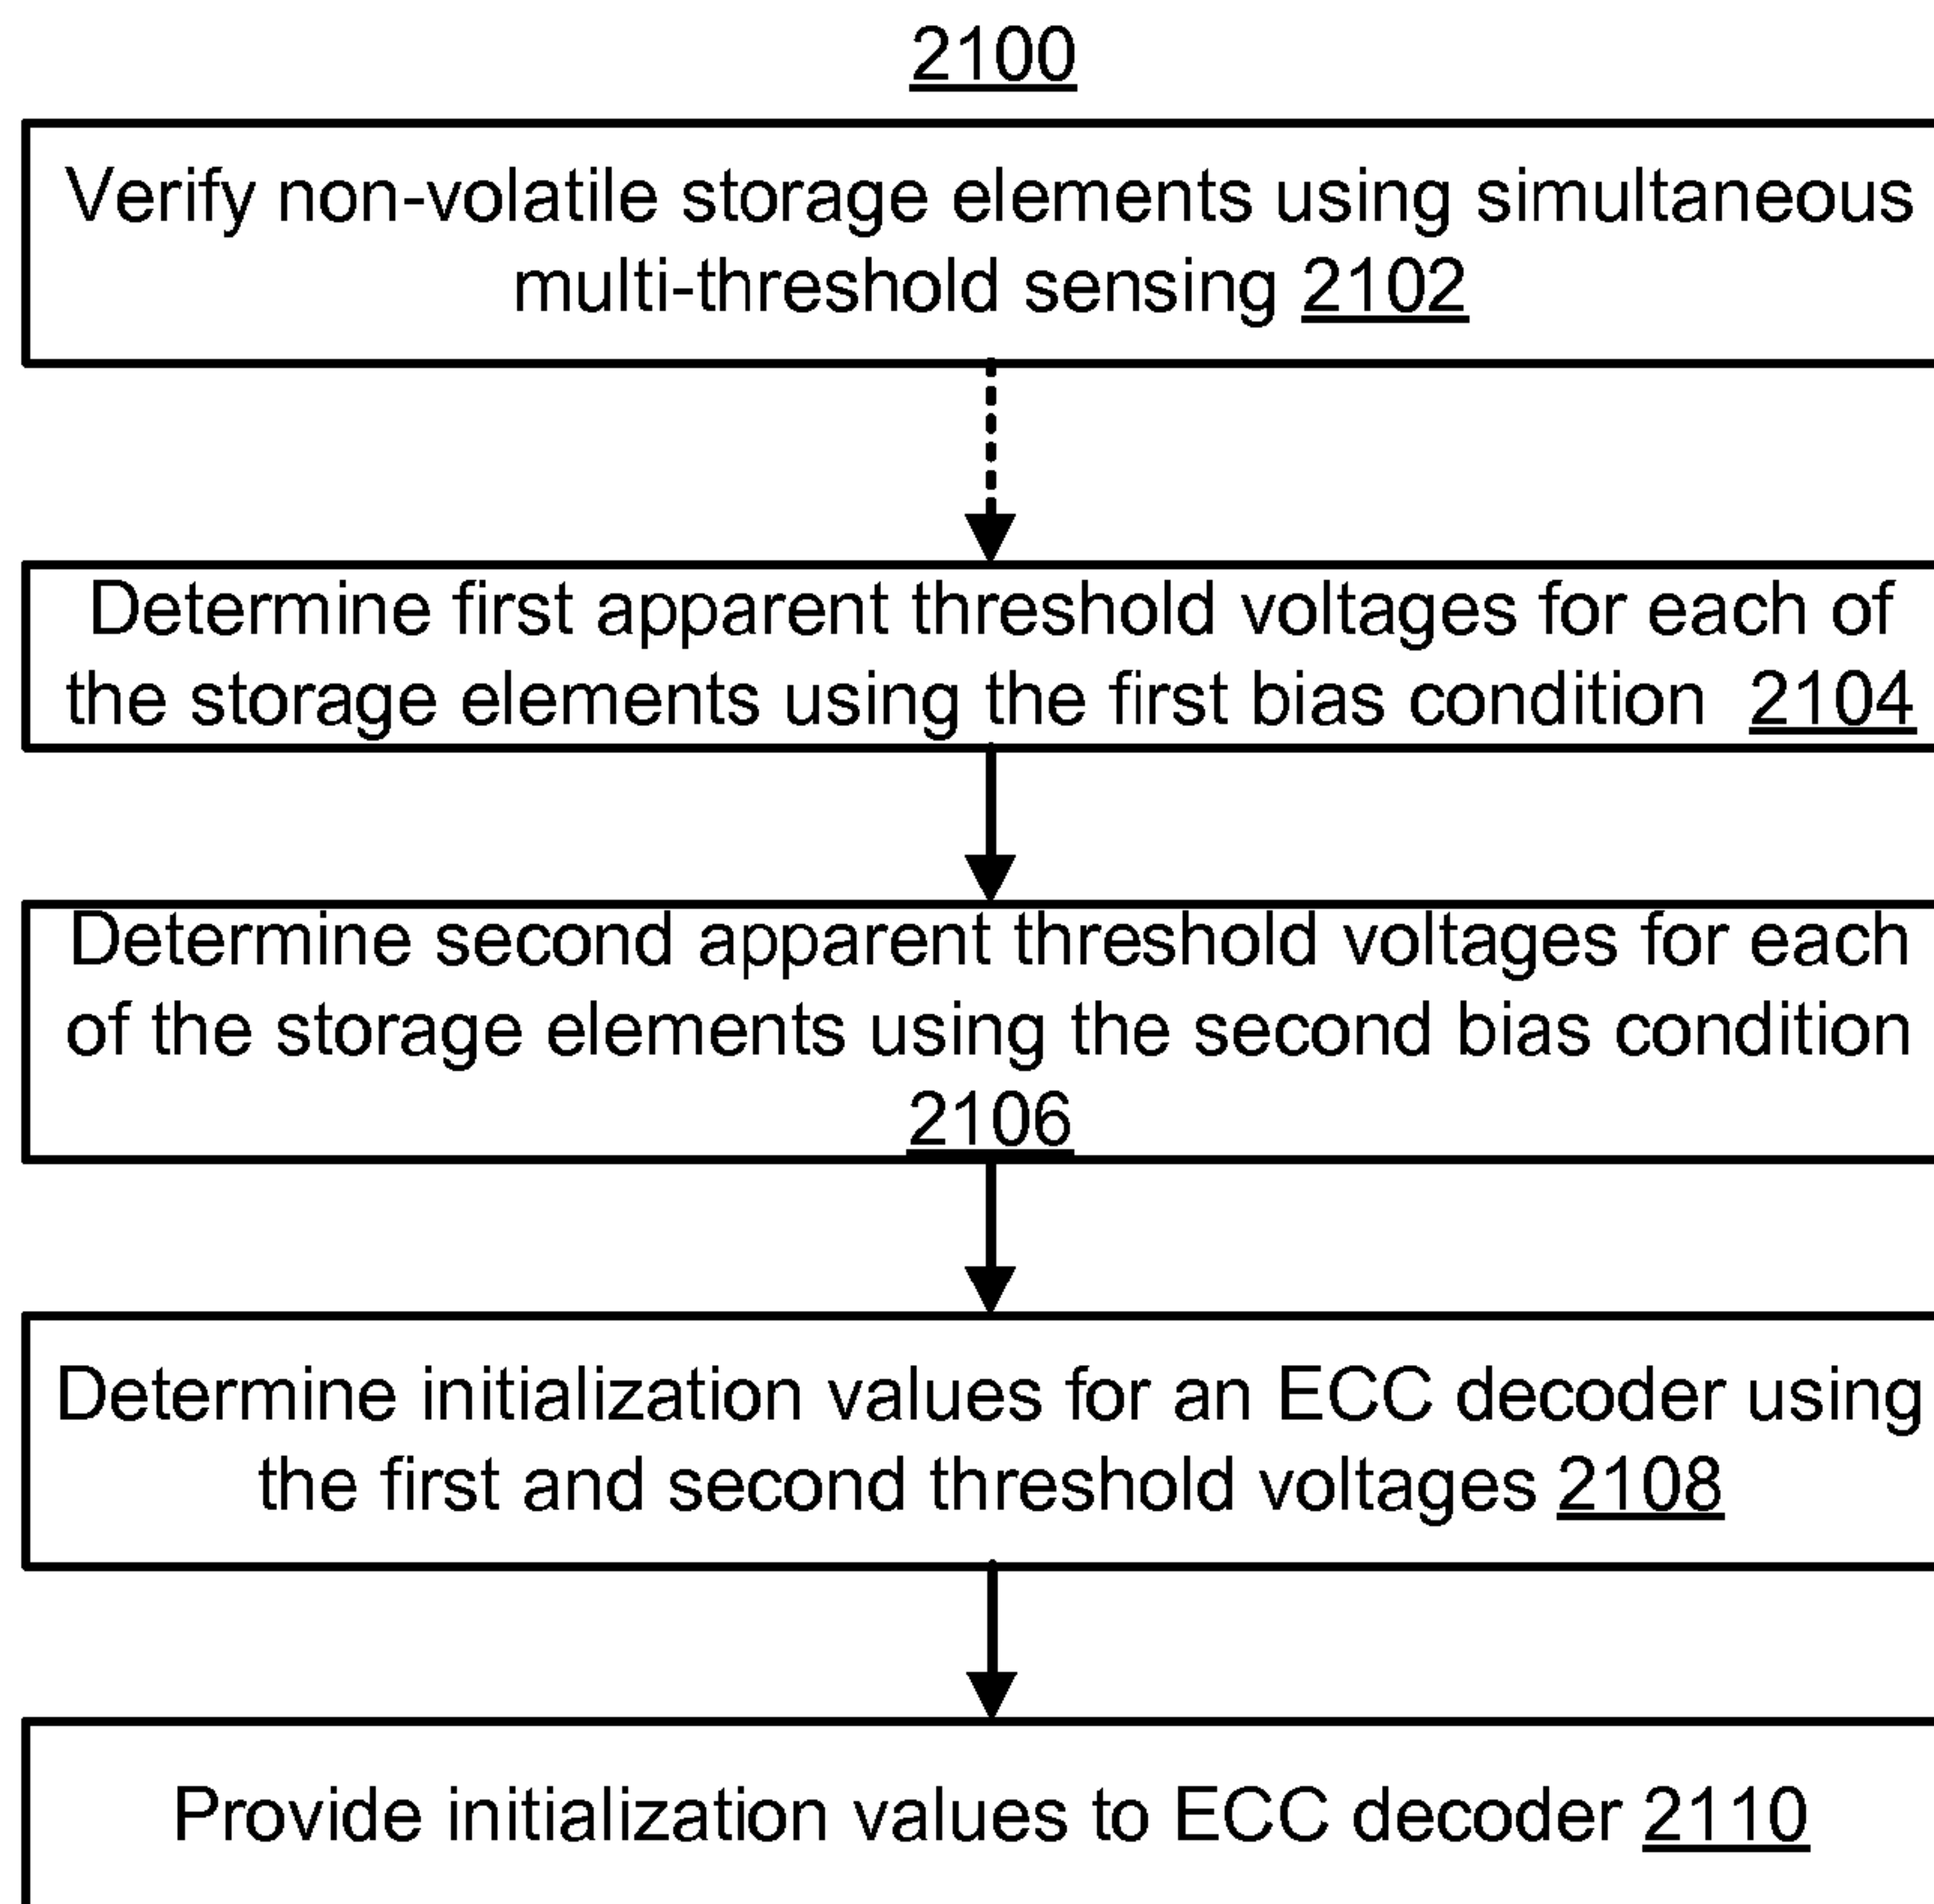 2100
Verify non-volatile storage elements using simultaneous
multi-threshold sensing 2102
Determine first apparent threshold voltages for each of
the storage elements using the first bias condition 2104
Determine second apparent threshold voltages for each
of the storage elements using the second bias condition
2106
Determine initialization values for an ECC decoder using
the first and second threshold voltages 2108
Provide initialization values to ECC decoder 2110